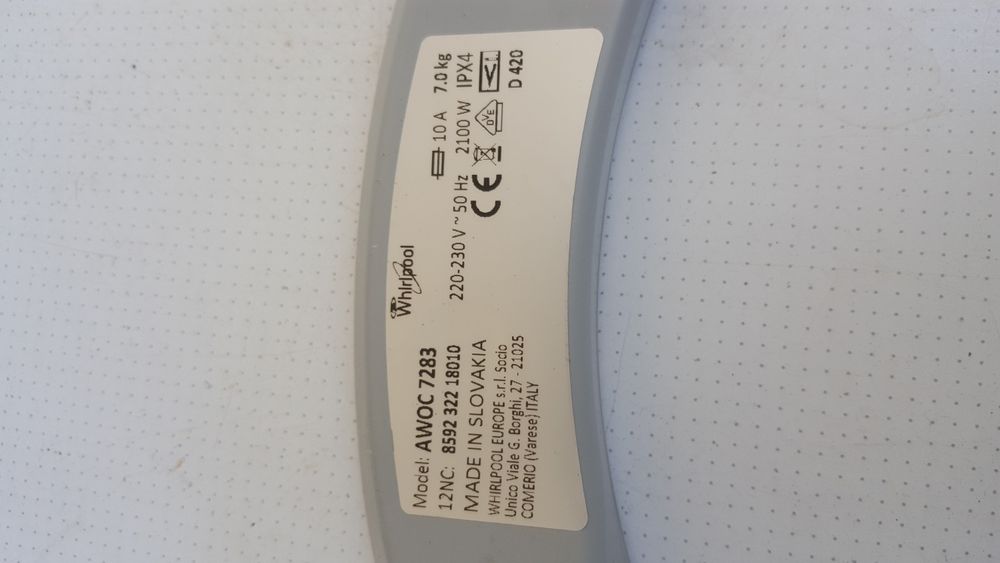 Model: AWOC 7283
12NC: 8592 322 18010
MADE IN SLOVAKIA
WHIRLPOOL EUROPE s.r.l. Socio
Unico Viale G. Borghi, 27 - 21025
COMERIO (Varese) ITALY
Whirlpool
10 A 7.0 kg
220-230 V ~ 50 Hz 2100 W IPX4
CE DVE
D 420